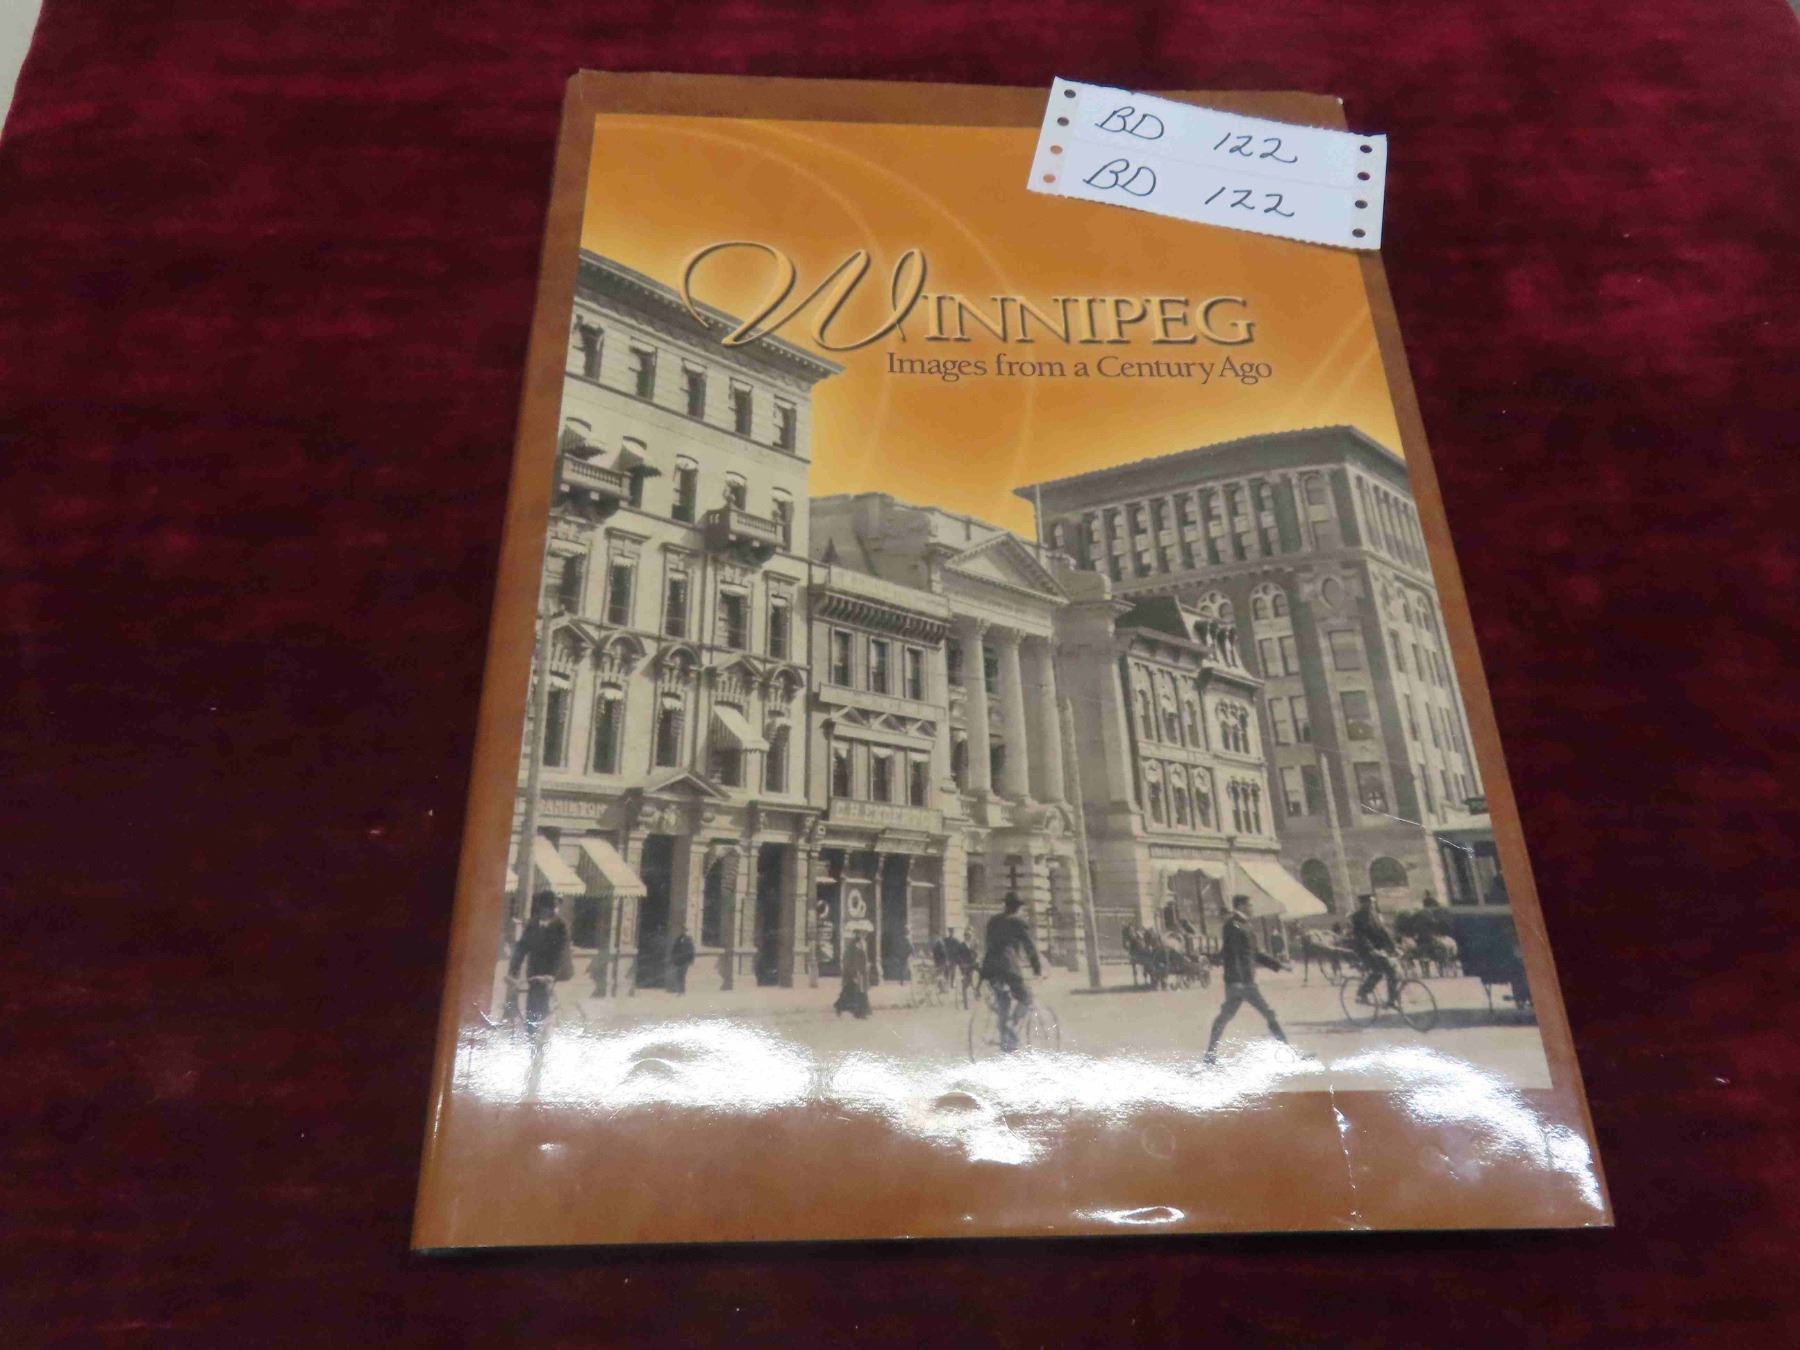 BD 122
BD 122
WINNIPEG
Images from a Century Ago